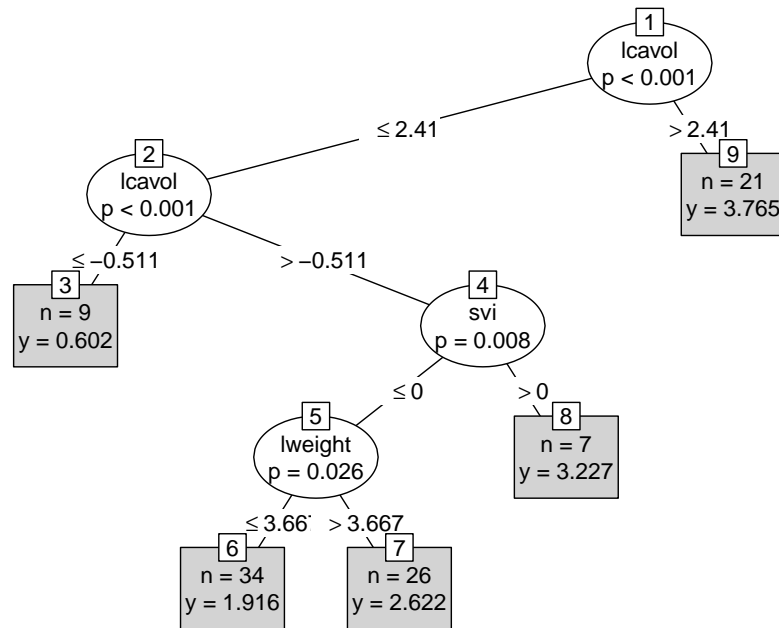 1
lcavol
p < 0.001
≤ 2.41
> 2.41
2
lcavol
p < 0.001
9
n = 21
y = 3.765
≤ −0.511
> −0.511
3
n = 9
y = 0.602
4
svi
p = 0.008
≤ 0
> 0
5
lweight
p = 0.026
8
n = 7
y = 3.227
≤ 3.667
> 3.667
6
n = 34
y = 1.916
7
n = 26
y = 2.622